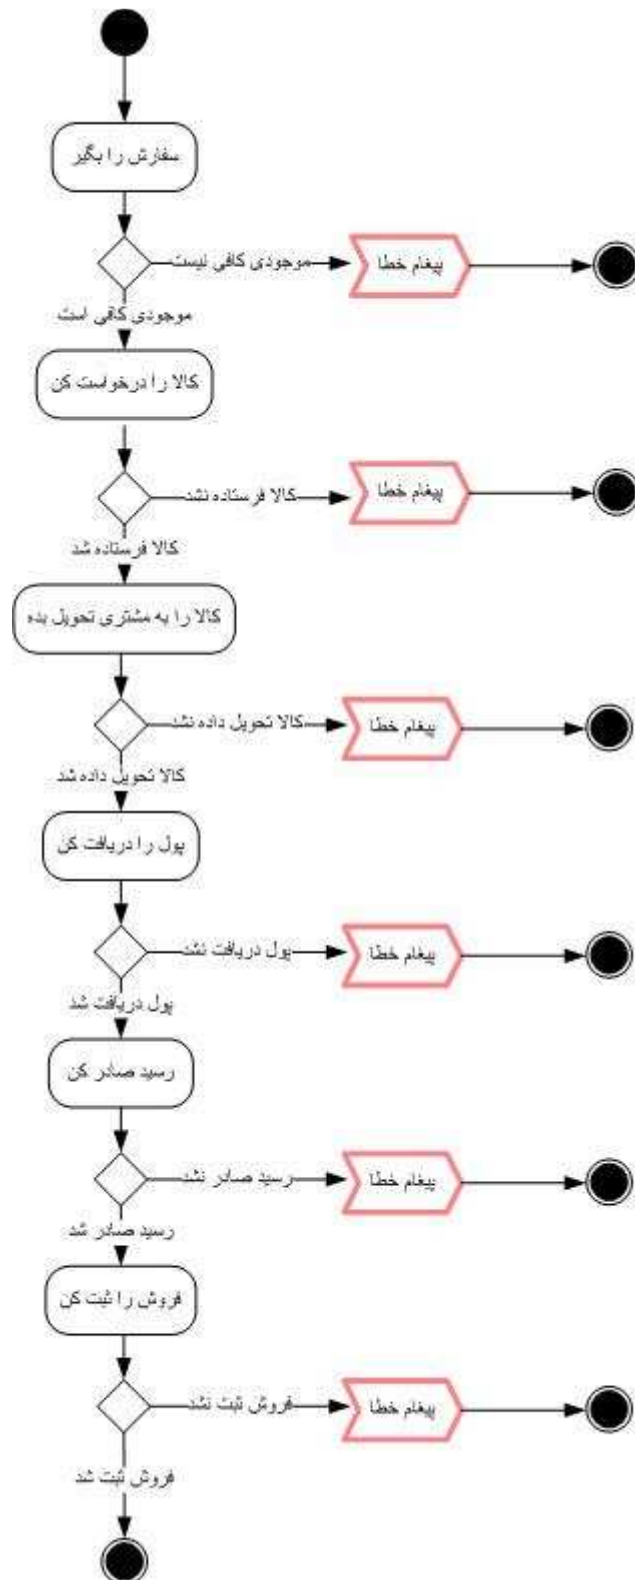 سفارش را بگیر
موجودی کافی نیست
پیغام خطا
موجودی کافی است
کالا را درخواست کن
کالا فرستاده نشد
پیغام خطا
کالا فرستاده شد
کالا را به مشتری تحویل بده
کالا تحویل داده نشد
پیغام خطا
کالا تحویل داده شد
پول را دریافت کن
پول دریافت نشد
پیغام خطا
پول دریافت شد
رسید صادر کن
رسید صادر نشد
پیغام خطا
رسید صادر شد
فروش را ثبت کن
فروش ثبت نشد
پیغام خطا
فروش ثبت شد